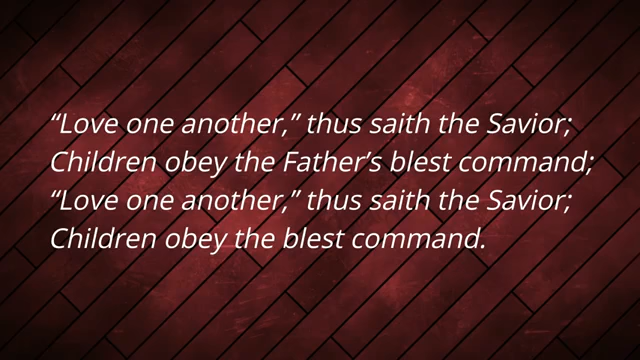 “Love one another,” thus saith the Savior;
Children obey the Father’s blest command;
“Love one another,” thus saith the Savior;
Children obey the blest command.